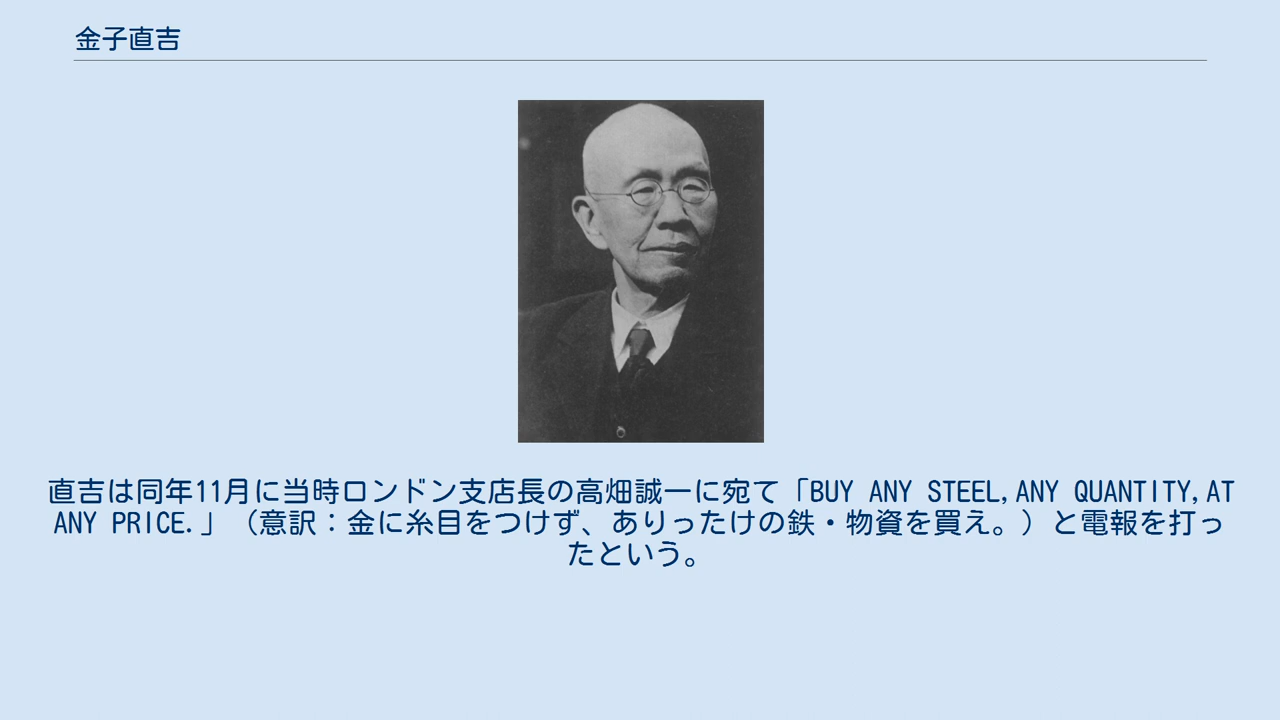 金子直吉
直吉は同年11月に当時ロンドン支店長の高畑誠一に宛て「BUY ANY STEEL,ANY QUANTITY,AT
ANY PRICE.」（意訳：金に糸目をつけず、ありったけの鉄・物資を買え。）と電報を打っ
たという。